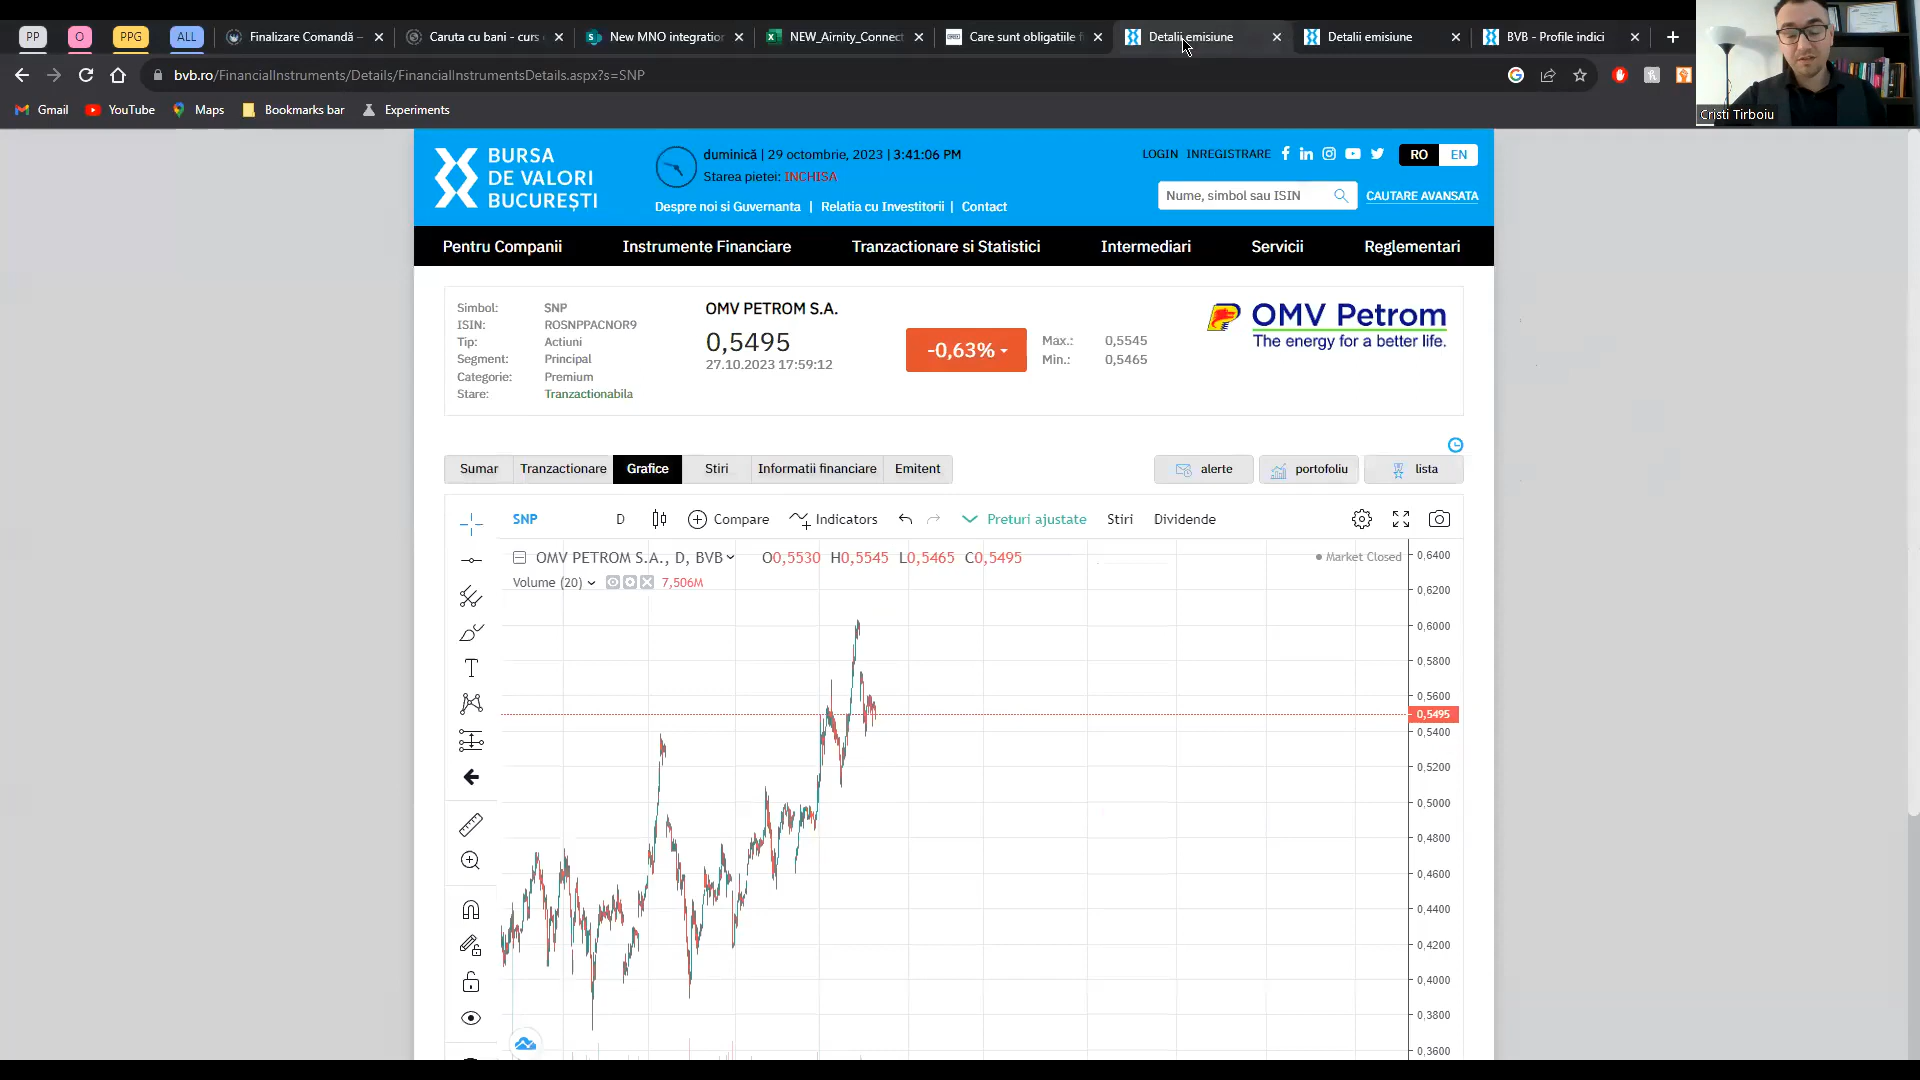 PP O PPG ALL Finalizare Comandă – Caruta cu bani - curs New MNO integration NEW_Airnity_Connect Care sunt obligatiile f Detalii emisiune Detalii emisiune BVB - Profile indici
bvb.ro/FinancialInstruments/Details/FinancialInstrumentsDetails.aspx?s=SNP
Gmail YouTube Maps Bookmarks bar Experiments
Cristi Tirboiu
BURSA
DE VALORI
BUCUREȘTI
duminică | 29 octombrie, 2023 | 3:41:06 PM
Starea pietei: INCHISA
Despre noi si Guvernanta | Relatia cu Investitorii | Contact
LOGIN INREGISTRARE RO EN
Nume, simbol sau ISIN CAUTARE AVANSATA
Pentru Companii Instrumente Financiare Tranzactionare si Statistici Intermediari Servicii Reglementari
Simbol: SNP
ISIN: ROSNPPACNOR9
Tip: Actiuni
Segment: Principal
Categorie: Premium
Stare: Tranzactionabila
OMV PETROM S.A.
0,5495
27.10.2023 17:59:12
-0,63%
Max.: 0,5545
Min.: 0,5465
OMV Petrom
The energy for a better life.
Sumar Tranzactionare Grafice Stiri Informatii financiare Emitent
alerte portofoliu lista
SNP D Compare Indicators Preturi ajustate Stiri Dividende
OMV PETROM S.A., D, BVB O0,5530 H0,5545 L0,5465 C0,5495
Market Closed
Volume (20) 7,506M
0,6400
0,6200
0,6000
0,5800
0,5600
0,5495
0,5400
0,5200
0,5000
0,4800
0,4600
0,4400
0,4200
0,4000
0,3800
0,3600